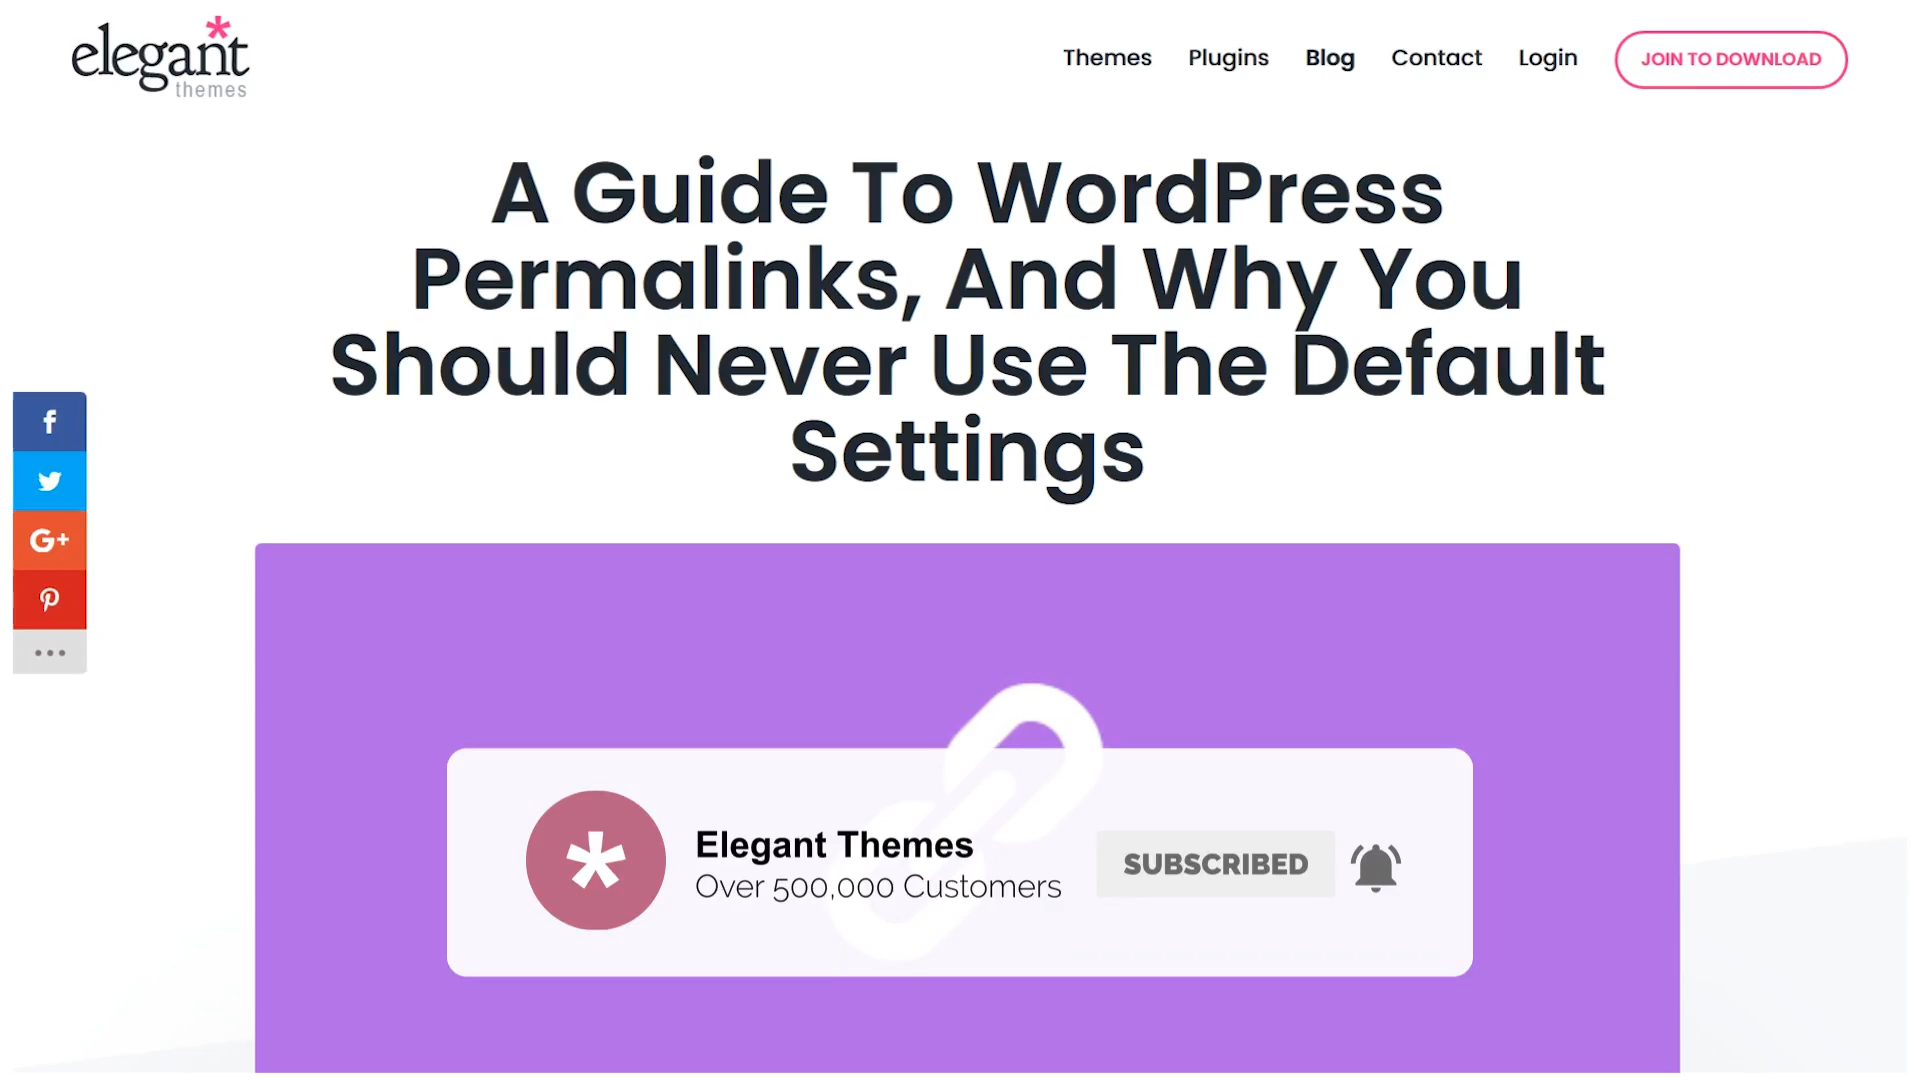 elegant
themes
Themes Plugins Blog Contact Login JOIN TO DOWNLOAD
A Guide To WordPress
Permalinks, And Why You
Should Never Use The Default
Settings
f
G+
Elegant Themes
Over 500,000 Customers
SUBSCRIBED